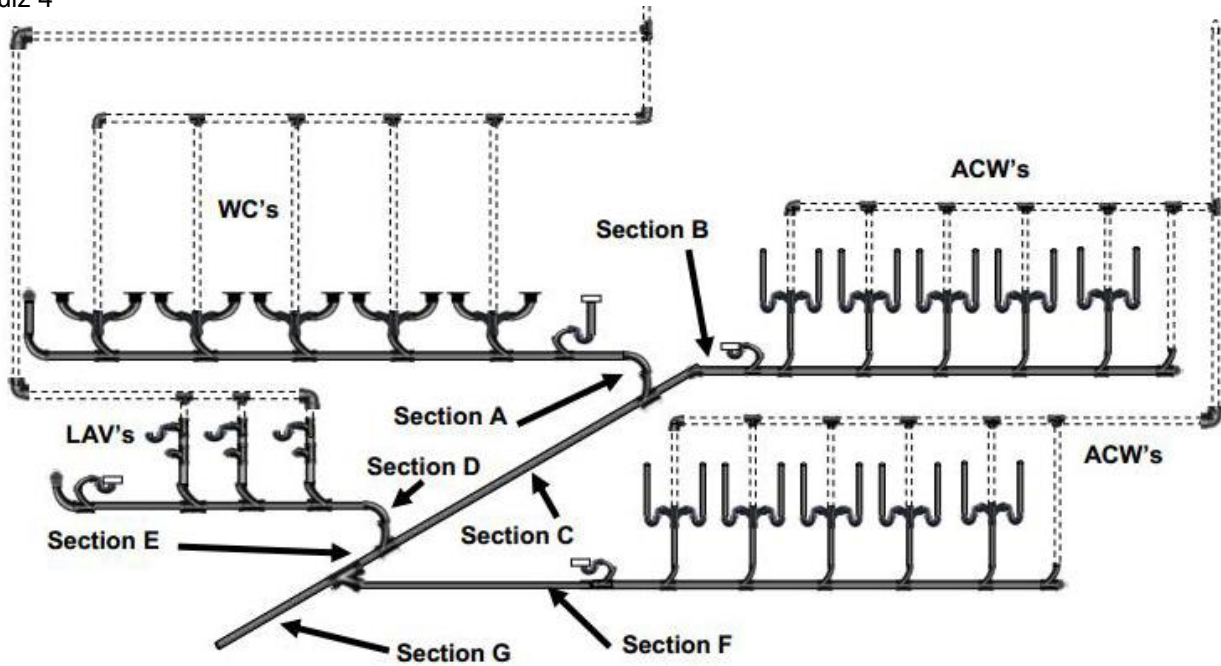 WC's
ACW's
Section B
Section A
LAV's
ACW's
Section D
Section C
Section E
Section F
Section G